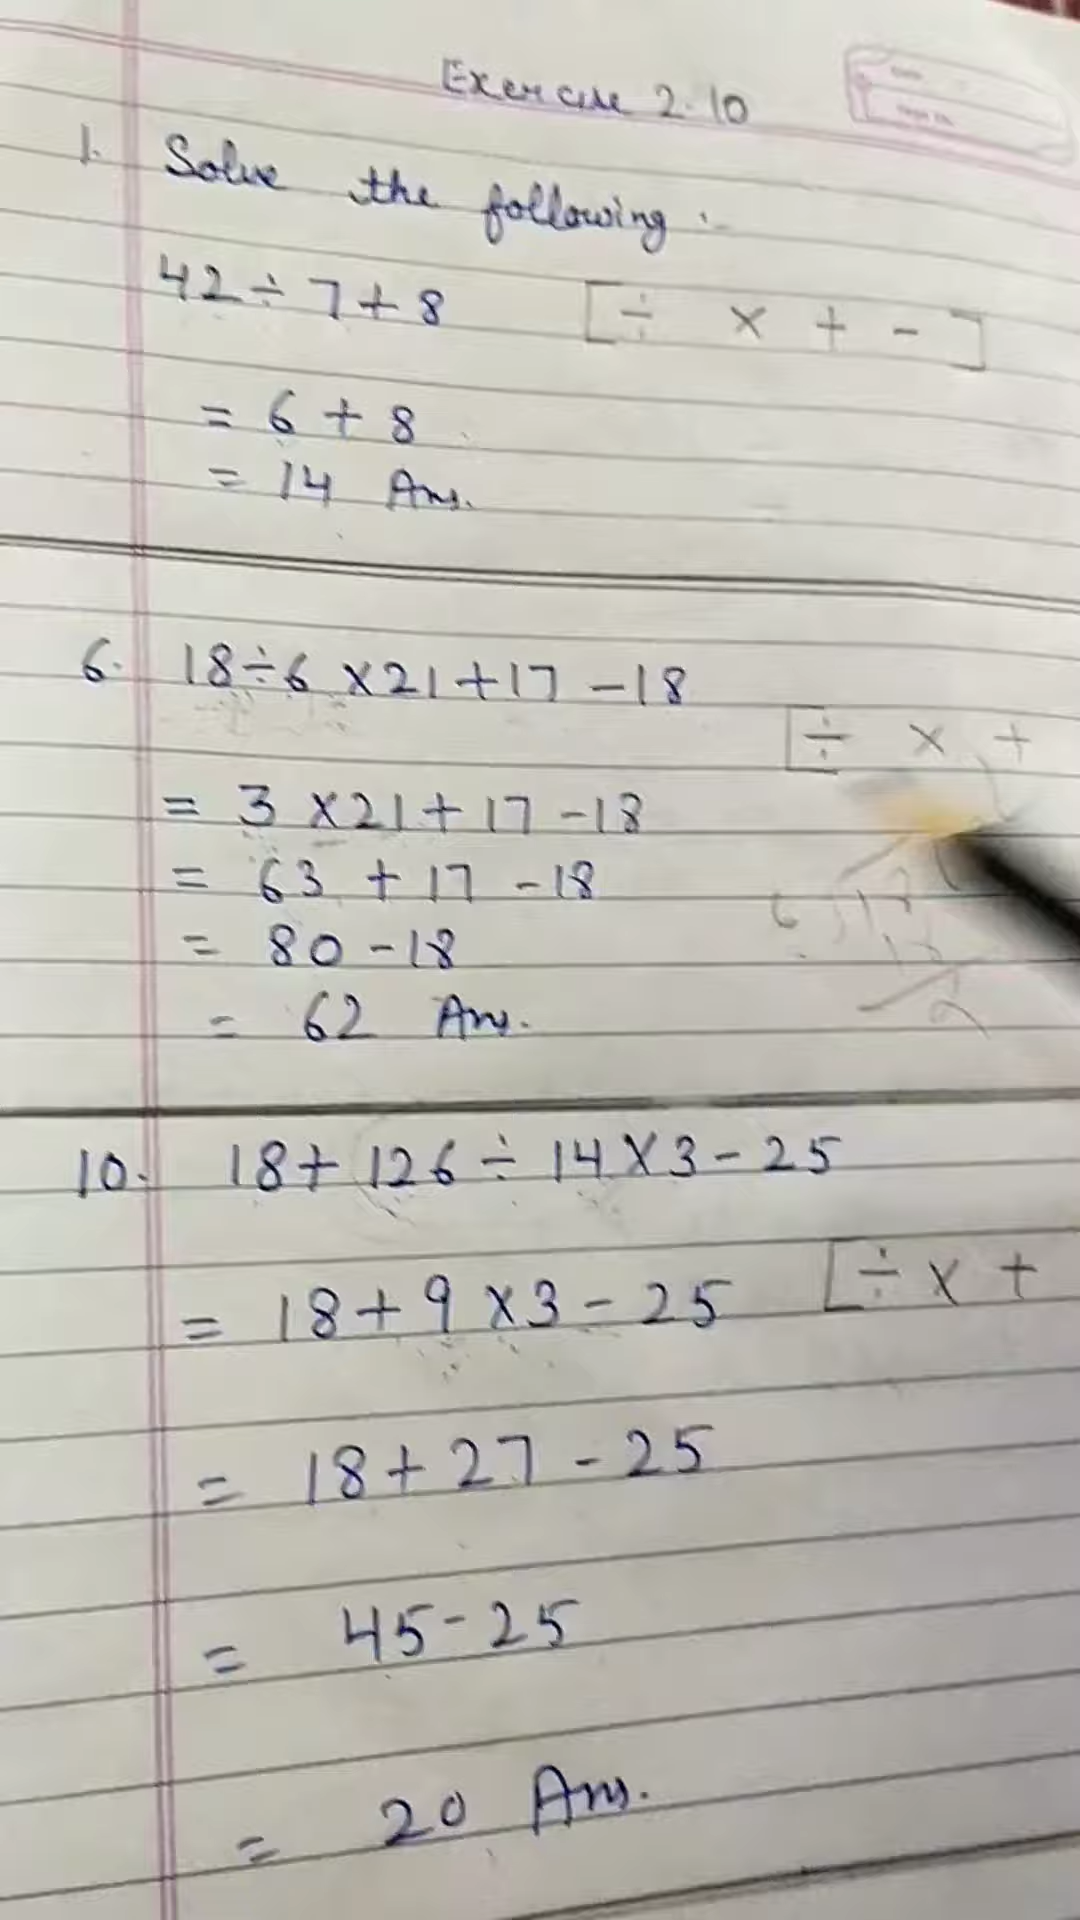 Exercise 2.10
1. Solve the following :-
42 ÷ 7 + 8 [÷ × + -]
= 6 + 8
= 14 Ans.
6. 18÷6 ×21+17 -18
[÷ × +
= 3 ×21+ 17 -18
= 63 + 17 -18
= 80 -18
= 62 Ans.
10. 18+ 126 ÷ 14 X 3 - 25
= 18 + 9 X 3 - 25 [÷ × +
= 18 + 27 - 25
= 45 - 25
= 20 Ans.